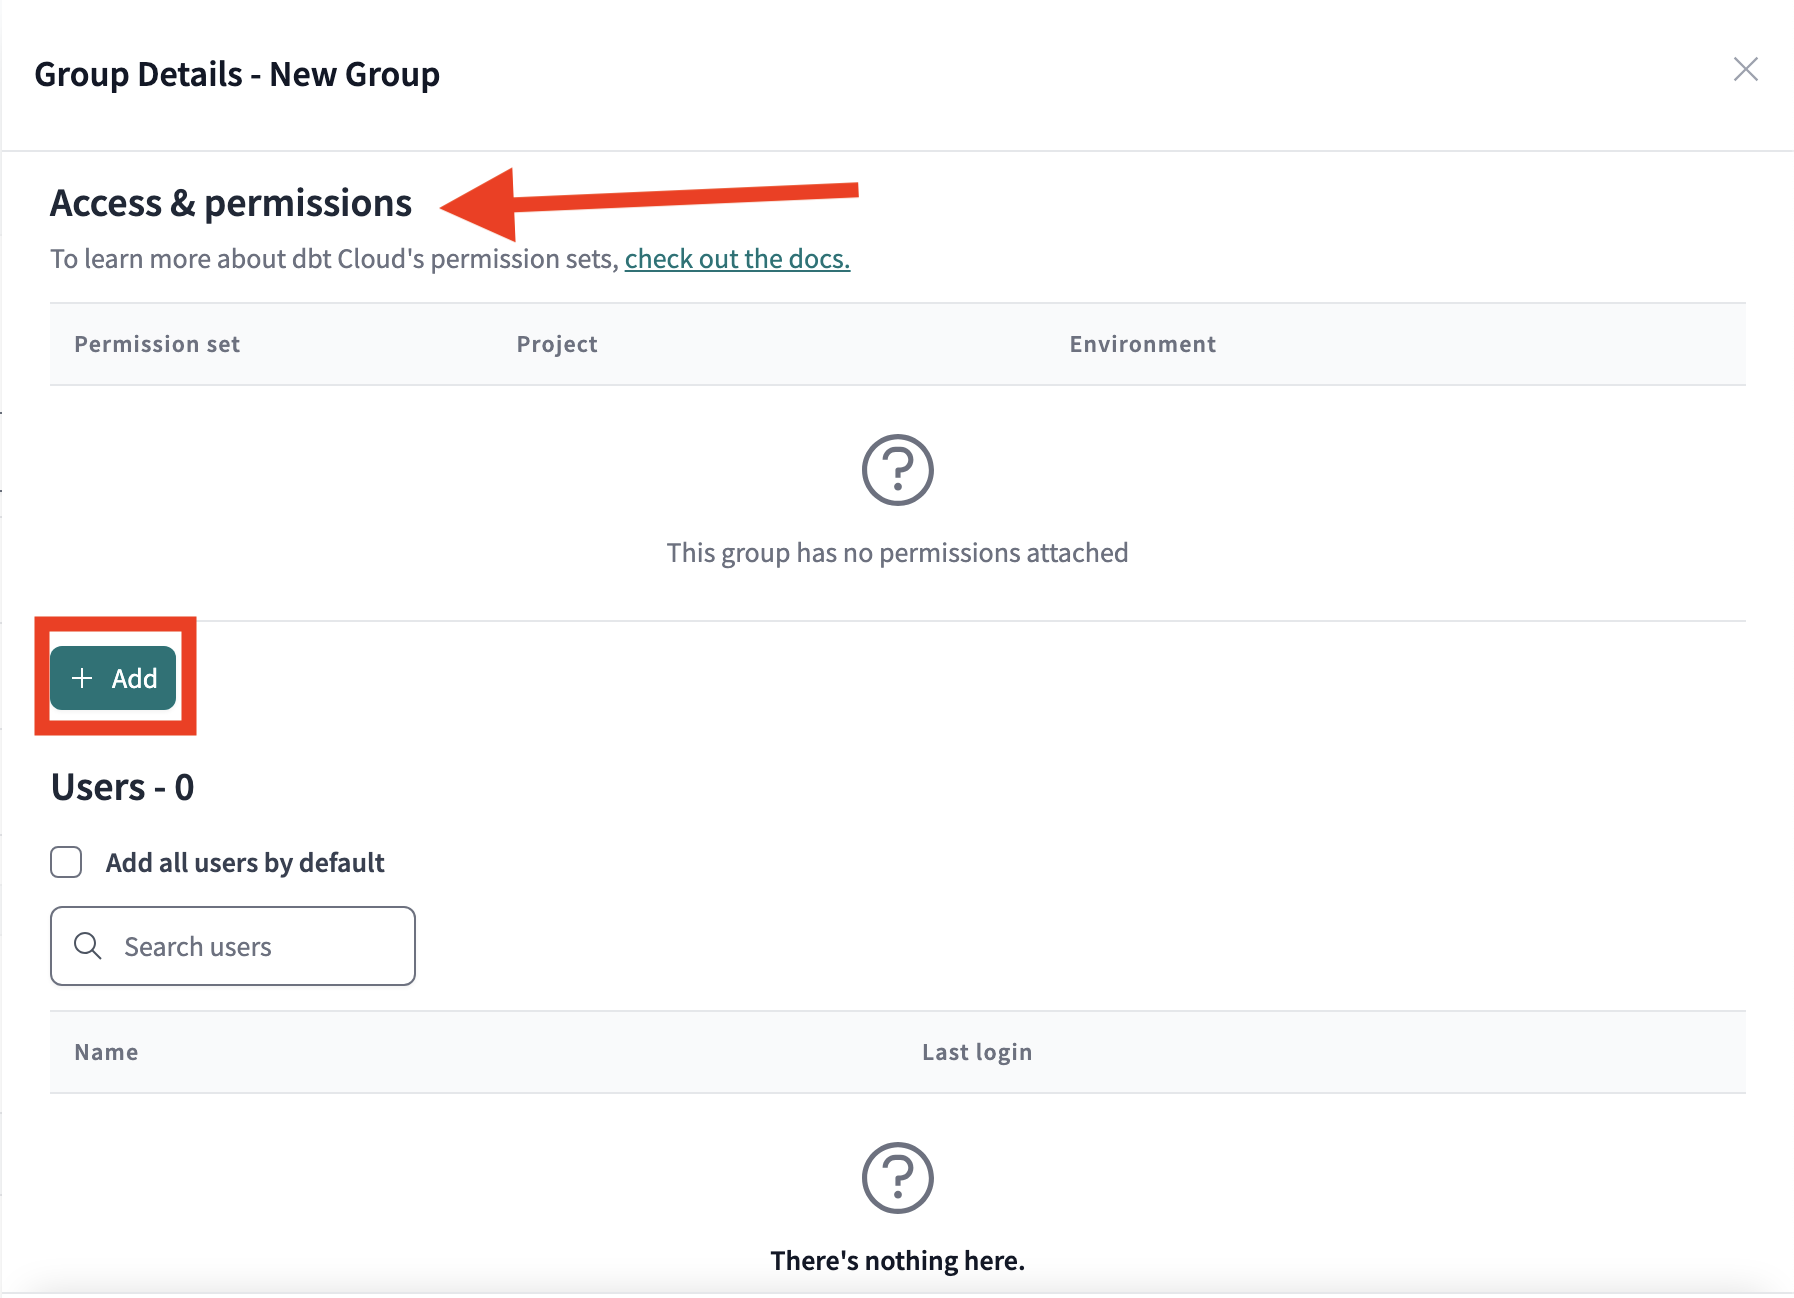 Group Details - New Group
Access & permissions
To learn more about dbt Cloud's permission sets, check out the docs.
Permission set Project Environment
This group has no permissions attached
+ Add
Users - 0
Add all users by default
Search users
Name Last login
There's nothing here.